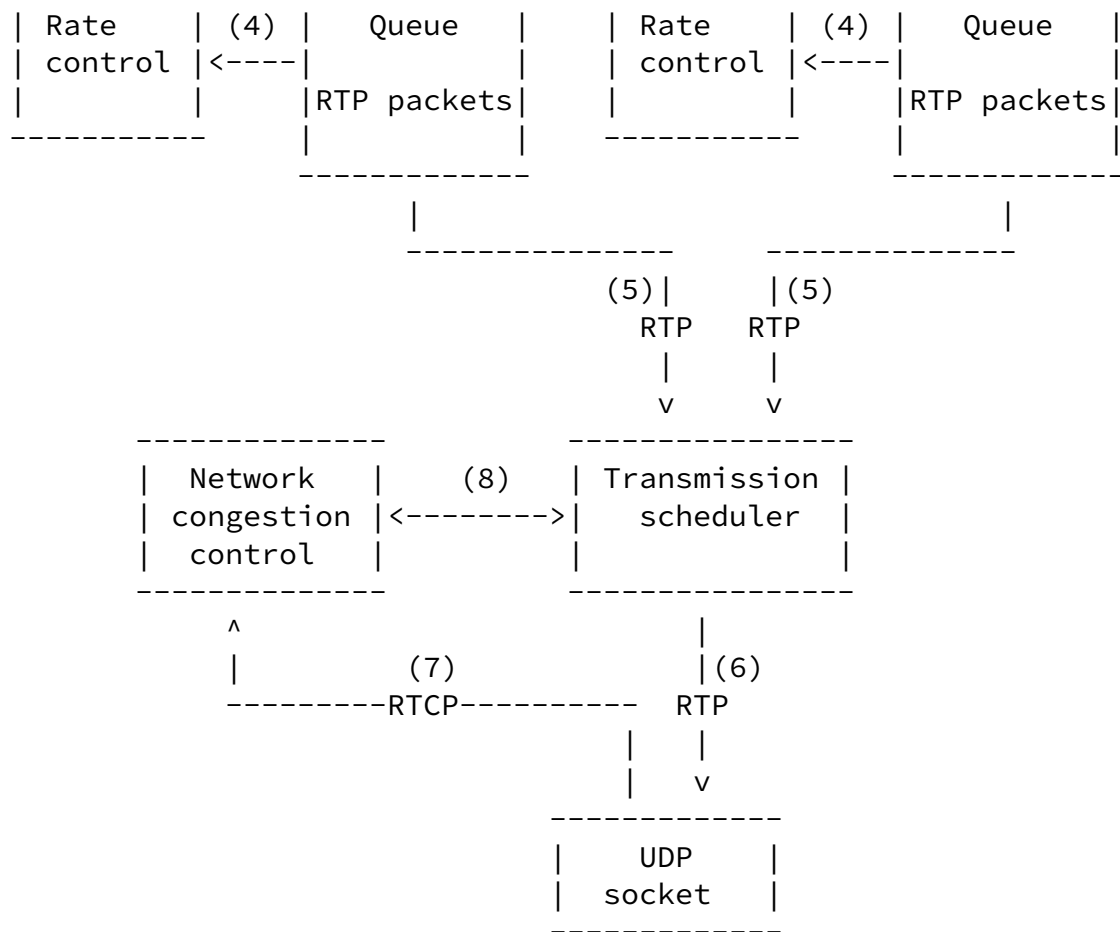 | Rate      | (4) |    Queue    |     | Rate      | (4) |    Queue    |
| control   |<----|             |     | control   |<----|             |
|           |     |RTP packets|     |           |     |RTP packets|
-----------     |             |     -----------     |             |
                -------------                       -------------
                      |                                   |
                      ---------------     --------------
                                 (5)|     |(5)
                                   RTP   RTP
                                    |     |
                                    v     v
       --------------          ----------------
       |  Network   |    (8)   | Transmission |
       | congestion |<-------->|  scheduler   |
       |  control   |          |              |
       --------------          ----------------
            ^                         |
            |         (7)             |(6)
            ---------RTCP----------  RTP
                                  |   |
                                  |   v
                              -------------
                              |    UDP    |
                              |  socket   |
                              -------------